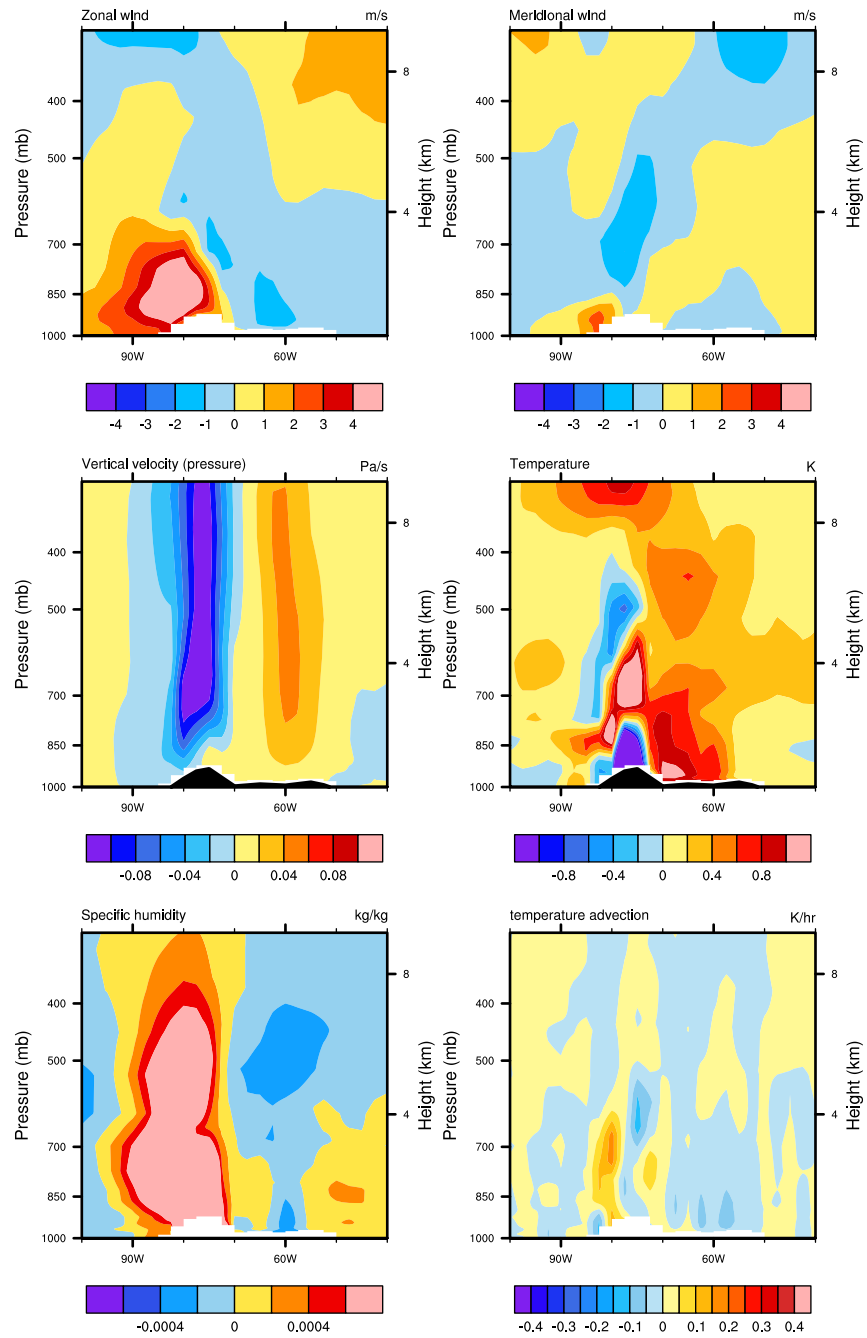 Zonal wind m/s
Pressure (mb)
400
500
700
850
1000
8
4
Height (km)
90W 60W
-4 -3 -2 -1 0 1 2 3 4
Meridional wind m/s
Pressure (mb)
400
500
700
850
1000
8
4
Height (km)
90W 60W
-4 -3 -2 -1 0 1 2 3 4
Vertical velocity (pressure) Pa/s
Pressure (mb)
400
500
700
850
1000
8
4
Height (km)
90W 60W
-0.08 -0.04 0 0.04 0.08
Temperature K
Pressure (mb)
400
500
700
850
1000
8
4
Height (km)
90W 60W
-0.8 -0.4 0 0.4 0.8
Specific humidity kg/kg
Pressure (mb)
400
500
700
850
1000
8
4
Height (km)
90W 60W
-0.0004 0 0.0004
temperature advection K/hr
Pressure (mb)
400
500
700
850
1000
8
4
Height (km)
90W 60W
-0.4 -0.3 -0.2 -0.1 0 0.1 0.2 0.3 0.4